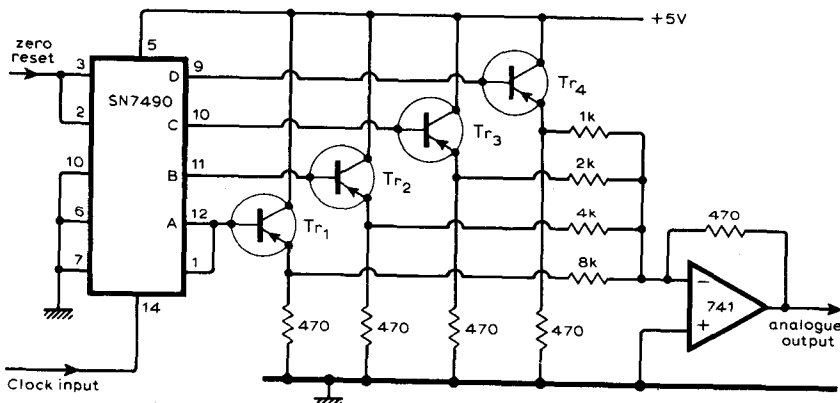 +5V
zero
reset
5
3
D
9
SN7490
Tr4
C
10
1k
2
Tr3
2k
B
11
10
Tr2
4k
470
A
12
6
Tr1
8k
1
7
−
741
+
14
470
470
470
470
analogue
output
Clock input